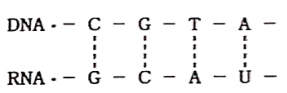 DNA · – C – G – T – A –
RNA · – G – C – A – U –